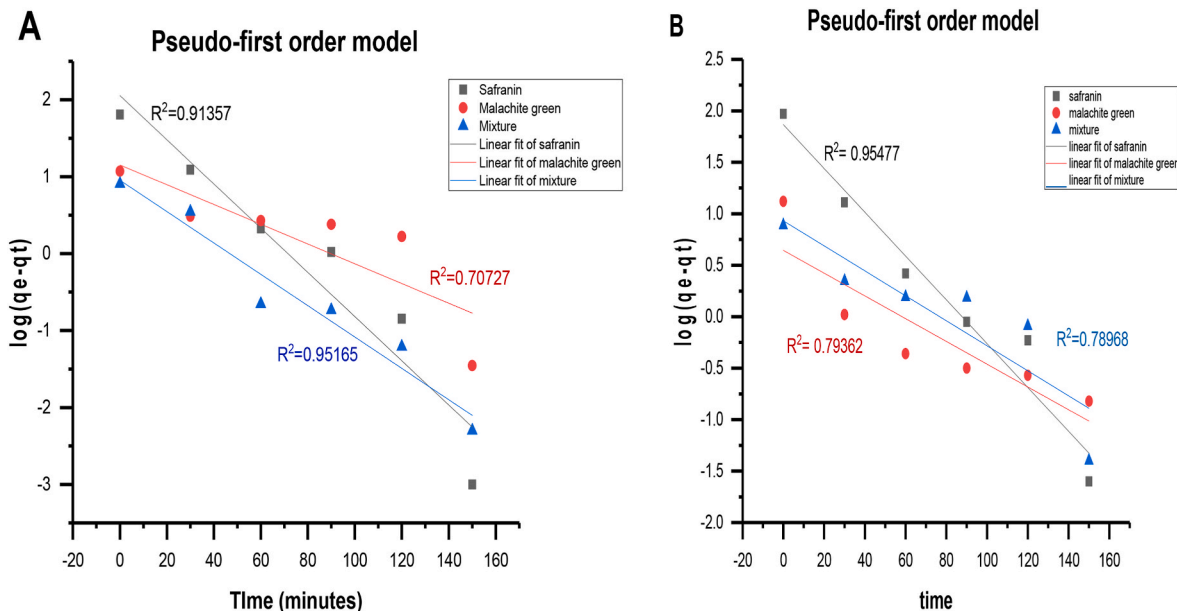 A
Pseudo-first order model
Safranin
Malachite green
Mixture
Linear fit of safranin
Linear fit of malachite green
Linear fit of mixture
R²=0.91357
R²=0.70727
R²=0.95165
log(qe-qt)
2
1
0
-1
-2
-3
-20 0 20 40 60 80 100 120 140 160
TIme (minutes)
B
Pseudo-first order model
safranin
malachite green
mixture
linear fit of safranin
linear fit of malachite green
linear fit of mixture
R²= 0.95477
R²= 0.79362
R²= 0.78968
log(qe-qt)
2.5
2.0
1.5
1.0
0.5
0.0
-0.5
-1.0
-1.5
-2.0
-20 0 20 40 60 80 100 120 140 160
time